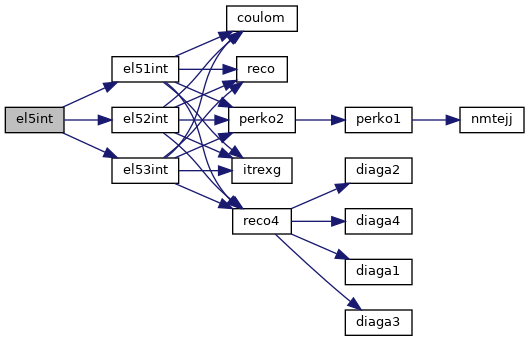 el5int
el51int
el52int
el53int
coulom
reco
perko2
itrexg
reco4
perko1
nmtejj
diaga2
diaga4
diaga1
diaga3